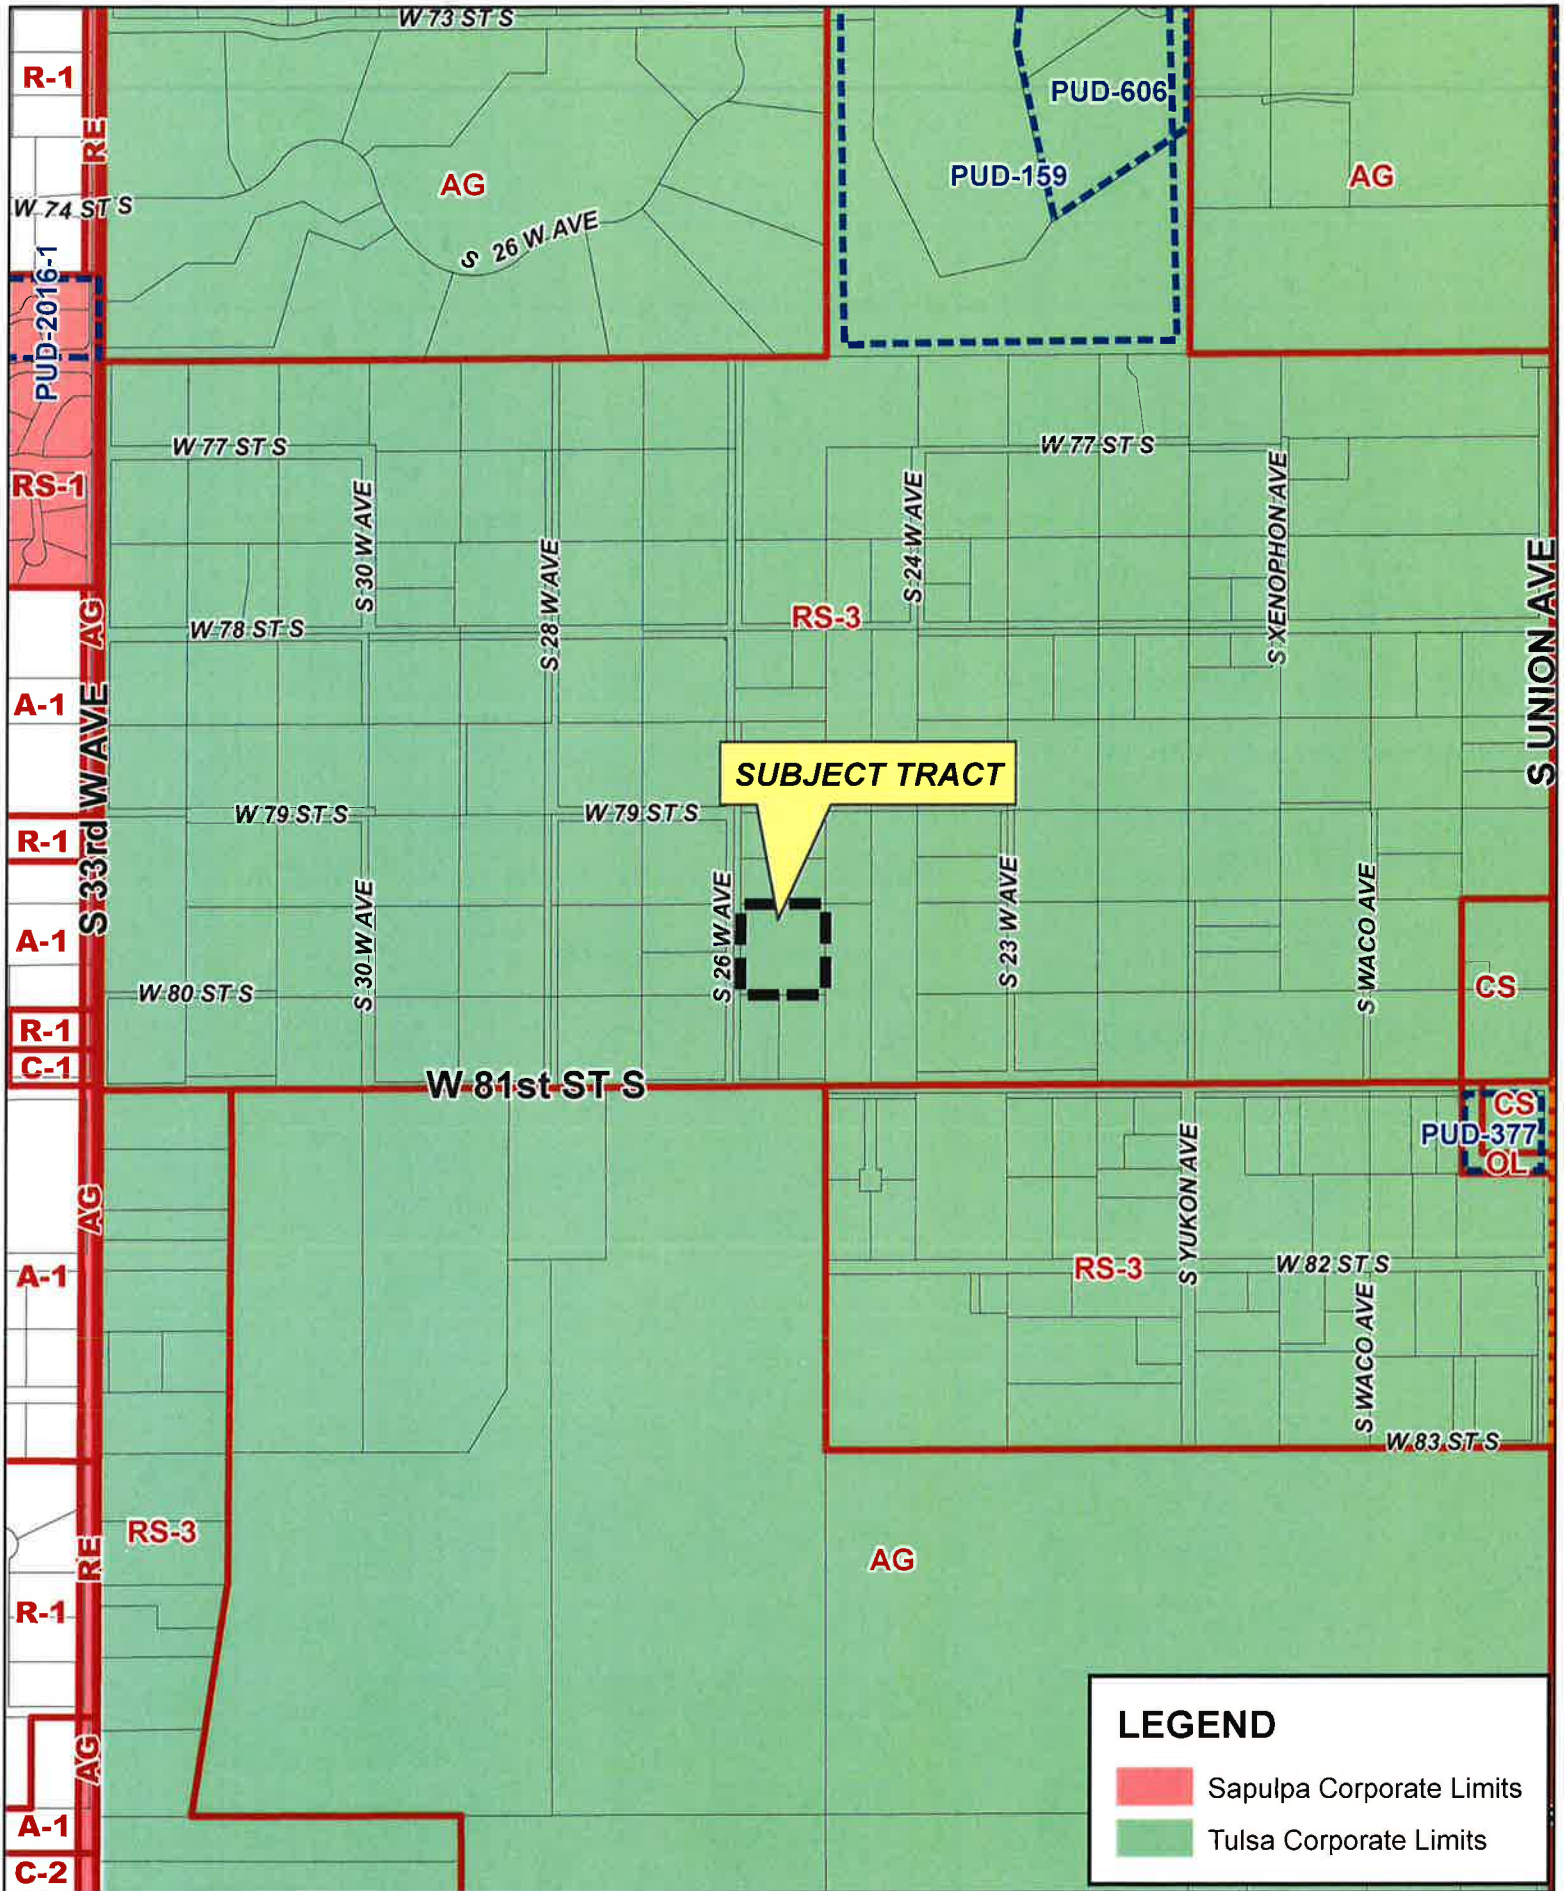 W 73 ST S
R-1
PUD-606
RE
PUD-159
AG
AG
W 74 ST S
S 26 W AVE
PUD-2016-1
W 77 ST S
W 77 ST S
RS-1
S 30 W AVE
S 28 W AVE
S 24 W AVE
S XENOPHON AVE
RS-3
AG
W 78 ST S
S UNION AVE
A-1
S 33rd W AVE
SUBJECT TRACT
W 79 ST S
W 79 ST S
R-1
S 30 W AVE
S 26 W AVE
S 23 W AVE
S WACO AVE
A-1
W 80 ST S
CS
R-1
C-1
W 81st ST S
CS
PUD-377
OL
AG
S YUKON AVE
A-1
RS-3
W 82 ST S
S WACO AVE
W 83 ST S
RS-3
RE
AG
R-1
LEGEND
AG
Sapulpa Corporate Limits
A-1
Tulsa Corporate Limits
C-2